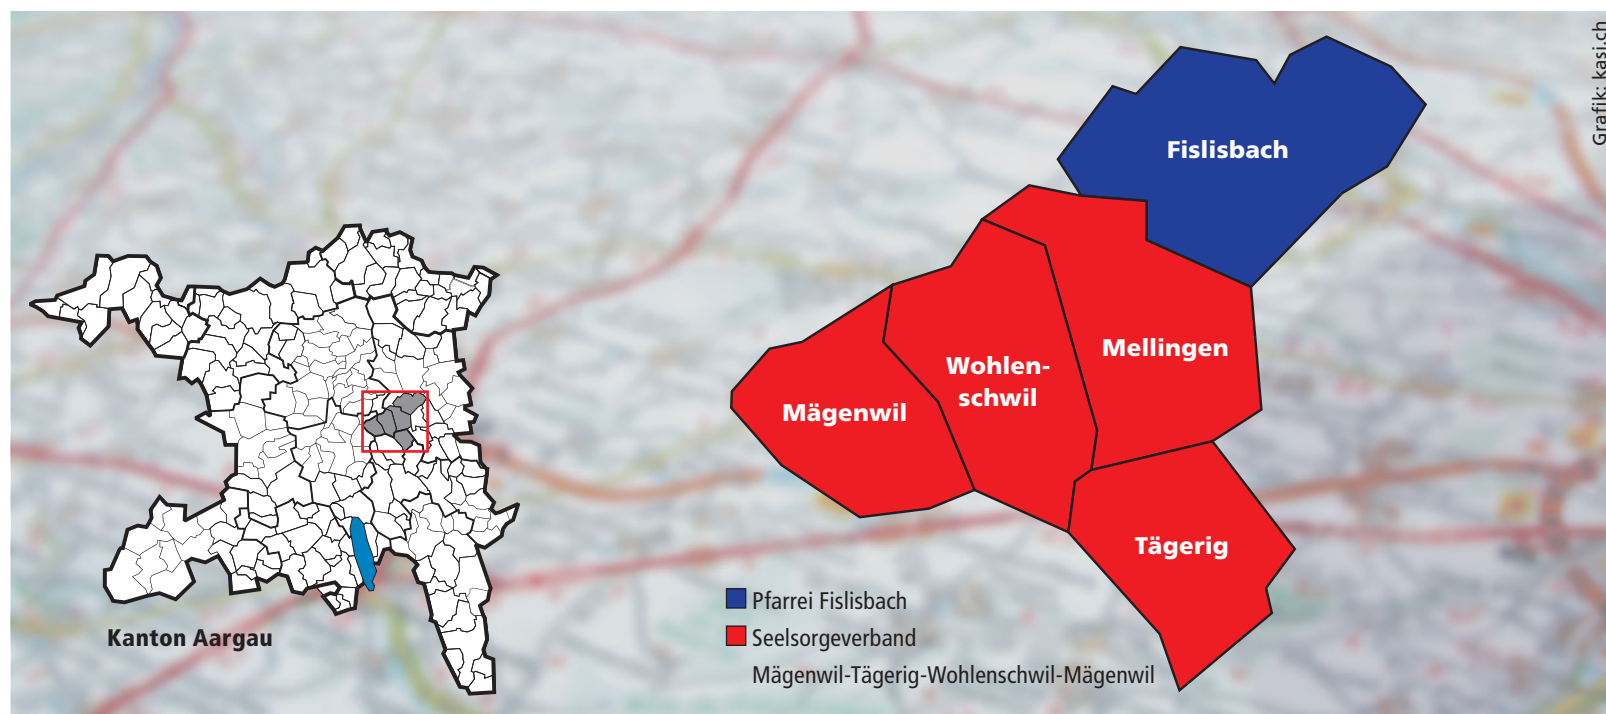 Grafik: kasi.ch
Fislisbach
Mellingen
Wohlen-
schwil
Mägenwil
Tägerig
Pfarrei Fislisbach
Seelsorgeverband
Mägenwil-Tägerig-Wohlenschwil-Mägenwil
Kanton Aargau